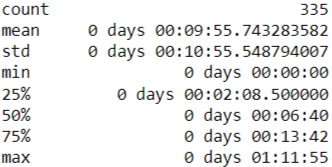 count 335
mean 0 days 00:09:55.743283582
std 0 days 00:10:55.548794007
min 0 days 00:00:00
25% 0 days 00:02:08.500000
50% 0 days 00:06:40
75% 0 days 00:13:42
max 0 days 01:11:55